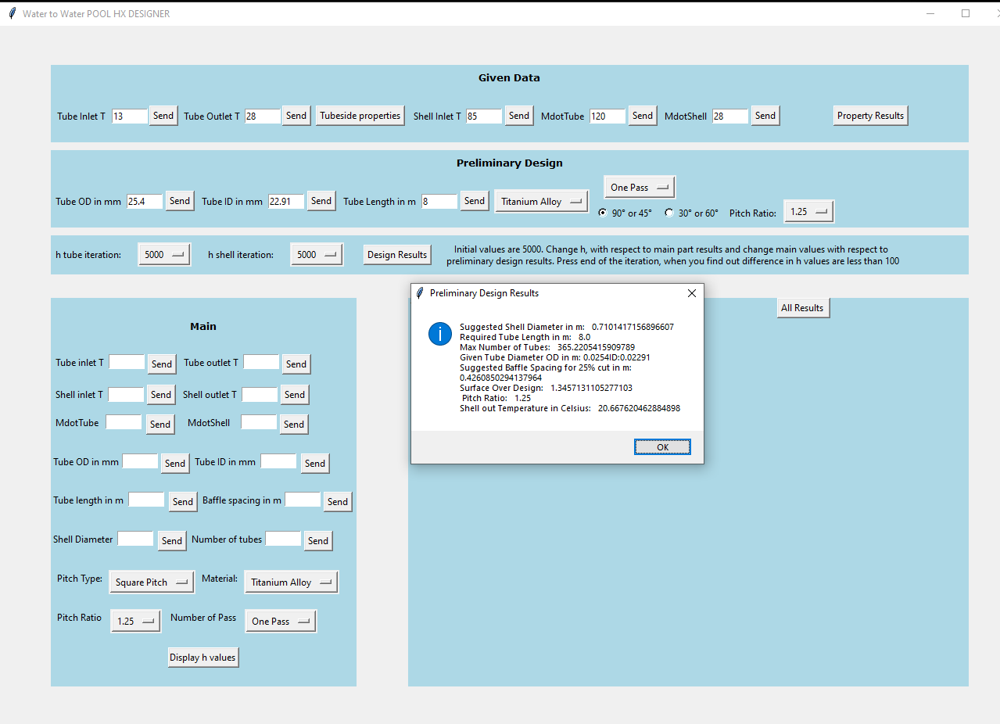 Water to Water POOL HX DESIGNER
Given Data
Tube Inlet T 13 Send Tube Outlet T 28 Send Tubeside properties Shell Inlet T 85 Send MdotTube 120 Send MdotShell 28 Send Property Results
Preliminary Design
One Pass
Tube OD in mm 25.4 Send Tube ID in mm 22.91 Send Tube Length in m 8 Send Titanium Alloy
90° or 45° 30° or 60° Pitch Ratio: 1.25
h tube iteration: 5000 h shell iteration: 5000 Design Results
Initial values are 5000. Change h, with respect to main part results and change main values with respect to
preliminary design results. Press end of the iteration, when you find out difference in h values are less than 100
Main
Tube inlet T Send Tube outlet T Send
Shell inlet T Send Shell outlet T Send
MdotTube Send MdotShell Send
Tube OD in mm Send Tube ID in mm Send
Tube length in m Send Baffle spacing in m Send
Shell Diameter Send Number of tubes Send
Pitch Type: Square Pitch Material: Titanium Alloy
Pitch Ratio 1.25 Number of Pass One Pass
Display h values
Preliminary Design Results
Suggested Shell Diameter in m: 0.7101417156896607
Required Tube Length in m: 8.0
Max Number of Tubes: 365.2205415909789
Given Tube Diameter OD in m: 0.0254ID:0.02291
Suggested Baffle Spacing for 25% cut in m:
0.4260850294137964
Surface Over Design: 1.3457131105277103
Pitch Ratio: 1.25
Shell out Temperature in Celsius: 20.667620462884898
OK
All Results